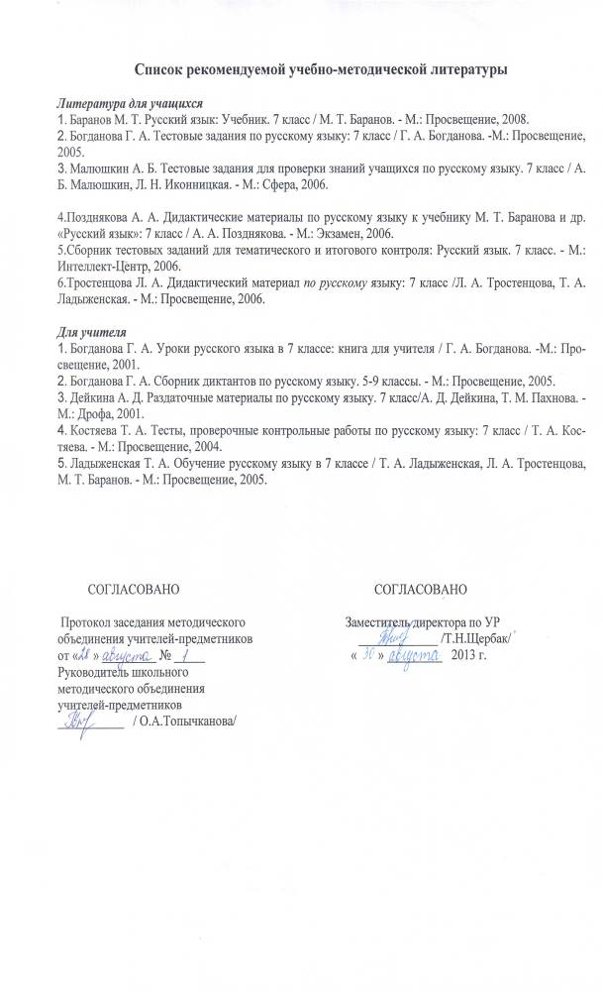 Список рекомендуемой учебно-методической литературы
Литература для учащихся
1. Баранов М. Т. Русский язык: Учебник. 7 класс / М. Т. Баранов. - М.: Просвещение, 2008.
2. Богданова Г. А. Тестовые задания по русскому языку: 7 класс / Г. А. Богданова. -М.: Просвещение,
2005.
3. Малюшкин А. Б. Тестовые задания для проверки знаний учащихся по русскому языку. 7 класс / А.
Б. Малюшкин, Л. Н. Иконницкая. - М.: Сфера, 2006.
4.Позднякова А. А. Дидактические материалы по русскому языку к учебнику М. Т. Баранова и др.
«Русский язык»: 7 класс / А. А. Позднякова. - М.: Экзамен, 2006.
5.Сборник тестовых заданий для тематического и итогового контроля: Русский язык. 7 класс. - М.:
Интеллект-Центр, 2006.
6.Тростенцова Л. А. Дидактический материал по русскому языку: 7 класс /Л. А. Тростенцова, Т. А.
Ладыженская. - М.: Просвещение, 2006.
Для учителя
1. Богданова Г. А. Уроки русского языка в 7 классе: книга для учителя / Г. А. Богданова. -М.: Про-
свещение, 2001.
2. Богданова Г. А. Сборник диктантов по русскому языку. 5-9 классы. - М.: Просвещение, 2005.
3. Дейкина А. Д. Раздаточные материалы по русскому языку. 7 класс/А. Д. Дейкина, Т. М. Пахнова. -
М.: Дрофа, 2001.
4. Костяева Т. А. Тесты, проверочные контрольные работы по русскому языку: 7 класс / Т. А. Кос-
тяева. - М.: Просвещение, 2004.
5. Ладыженская Т. А. Обучение русскому языку в 7 классе / Т. А. Ладыженская, Л. А. Тростенцова,
М. Т. Баранов. - М.: Просвещение, 2005.
СОГЛАСОВАНО
Протокол заседания методического
объединения учителей-предметников
от «28» августа № 1
Руководитель школьного
методического объединения
учителей-предметников
/ О.А.Топычканова/
СОГЛАСОВАНО
Заместитель директора по УР
/Т.Н.Щербак/
« 30 » августа 2013 г.